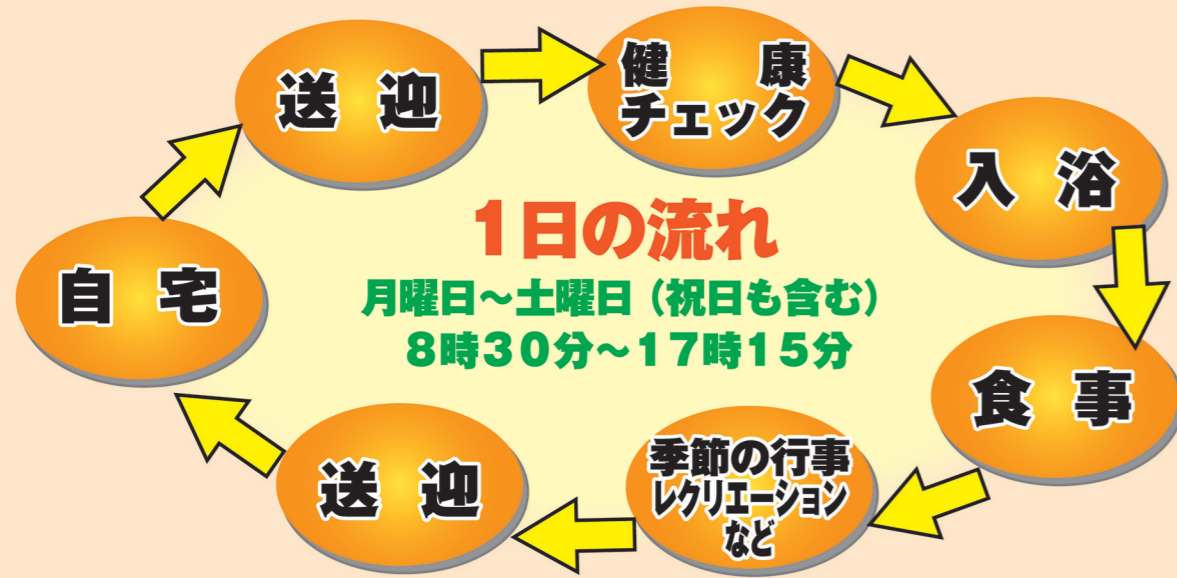 1日の流れ
月曜日～土曜日（祝日も含む）
8時30分～17時15分
自宅
送迎
健康
チェック
入浴
食事
季節の行事
レクリエーション
など
送迎